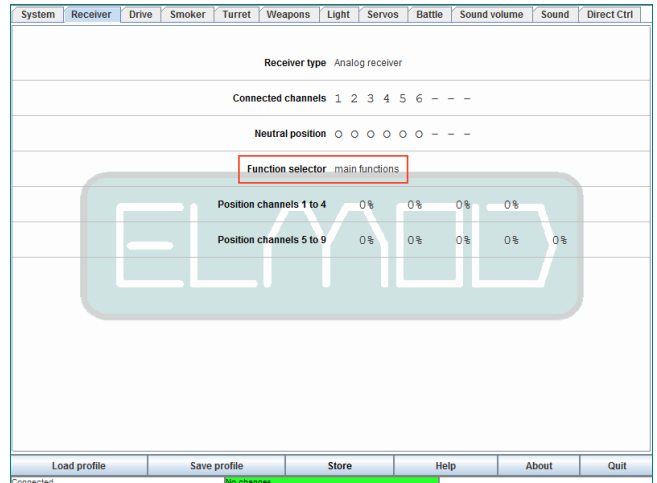 System Receiver Drive Smoker Turret Weapons Light Servos Battle Sound volume Sound Direct Ctrl
Receiver type Analog receiver
Connected channels 1 2 3 4 5 6 - - -
Neutral position O O O O O O - - -
Function selector main functions
Position channels 1 to 4 0% 0% 0% 0%
Position channels 5 to 9 0% 0% 0% 0% 0%
ELMOD
Load profile Save profile Store Help About Quit
Connected No changes